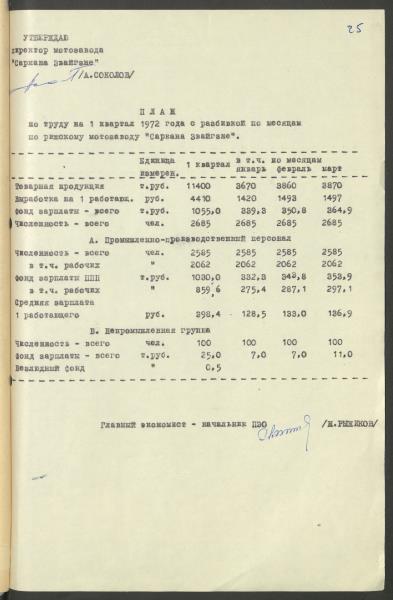 25
УТВЕРЖДАЮ
директор мотозавода
"Саркана Звайгзне"
/А.СОКОЛОВ/
П Л А Н
по труду на 1 квартал 1972 года с разбивкой по месяцам
по рижскому мотозаводу "Саркана Звайгзне".
Единица измерен. 1 квартал в т.ч. по месяцам январь февраль март
Товарная продукция т.руб. 11400 3670 3860 3870
Выработка на 1 работающ. руб. 4410 1420 1493 1497
Фонд зарплаты - всего т.руб. 1055,0 339,3 350,8 364,9
Численность - всего чел. 2685 2685 2685 2685
А. Промышленно-производственный персонал
Численность - всего чел. 2585 2585 2585 2585
в т.ч. рабочих " 2062 2062 2062 2062
Фонд зарплаты ППП т.руб. 1030,0 332,3 343,8 353,9
в т.ч. рабочих " 859,6 275,4 287,1 297,1
Средняя зарплата
1 работающего руб. 398,4 128,5 133,0 136,9
В. Непромышленная группа
Численность - всего чел. 100 100 100 100
Фонд зарплаты - всего т.руб. 25,0 7,0 7,0 11,0
Безлюдный фонд " 0,5
Главный экономист - начальник ПЭО /И.РЫЖИКОВ/